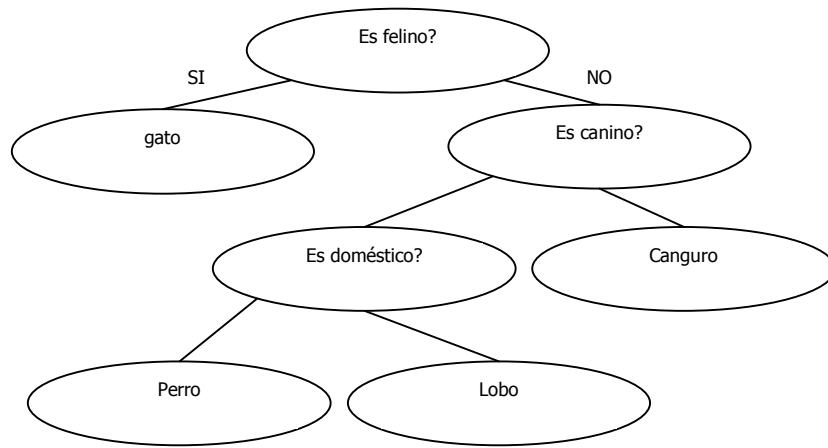 Es felino?
SI
NO
gato
Es canino?
Es doméstico?
Canguro
Perro
Lobo